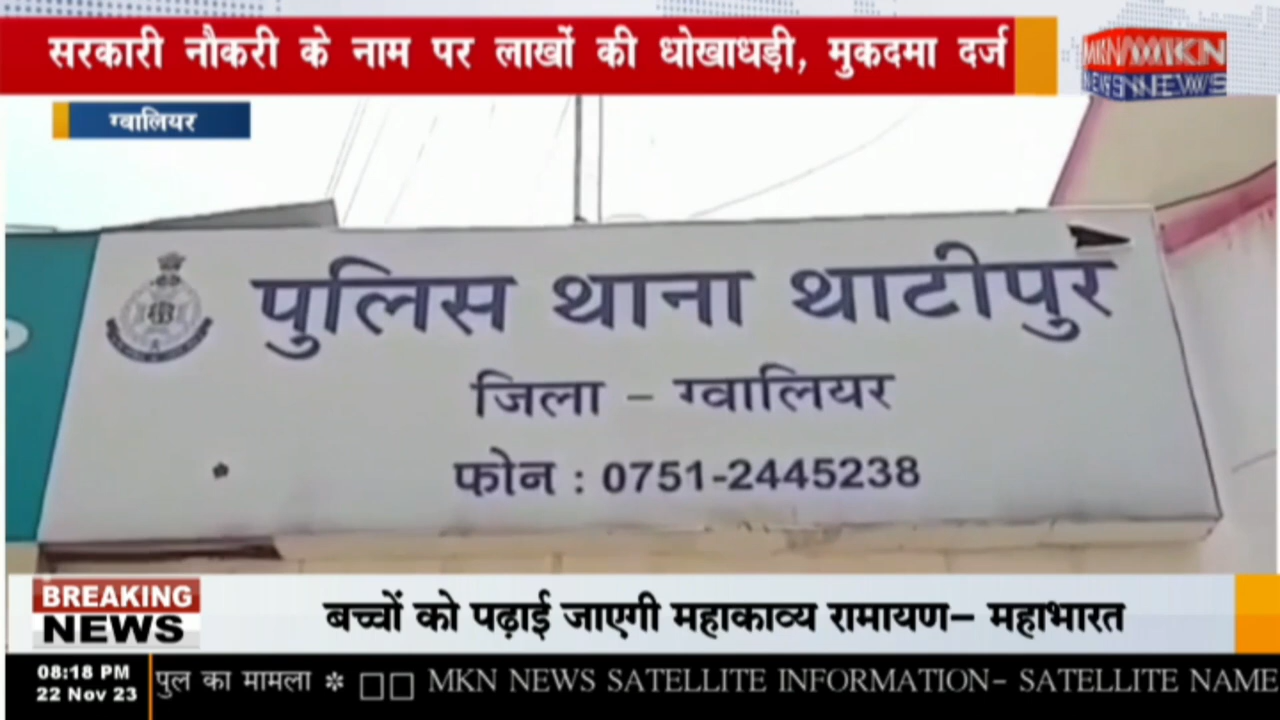 सरकारी नौकरी के नाम पर लाखों की धोखाधड़ी, मुकदमा दर्ज
MKN
NEWS
ग्वालियर
पुलिस थाना थाटीपुर
जिला - ग्वालियर
फोन : 0751-2445238
BREAKING
NEWS
बच्चों को पढ़ाई जाएगी महाकाव्य रामायण- महाभारत
08:18 PM
22 Nov 23
पुल का मामला * □□ MKN NEWS SATELLITE INFORMATION- SATELLITE NAME